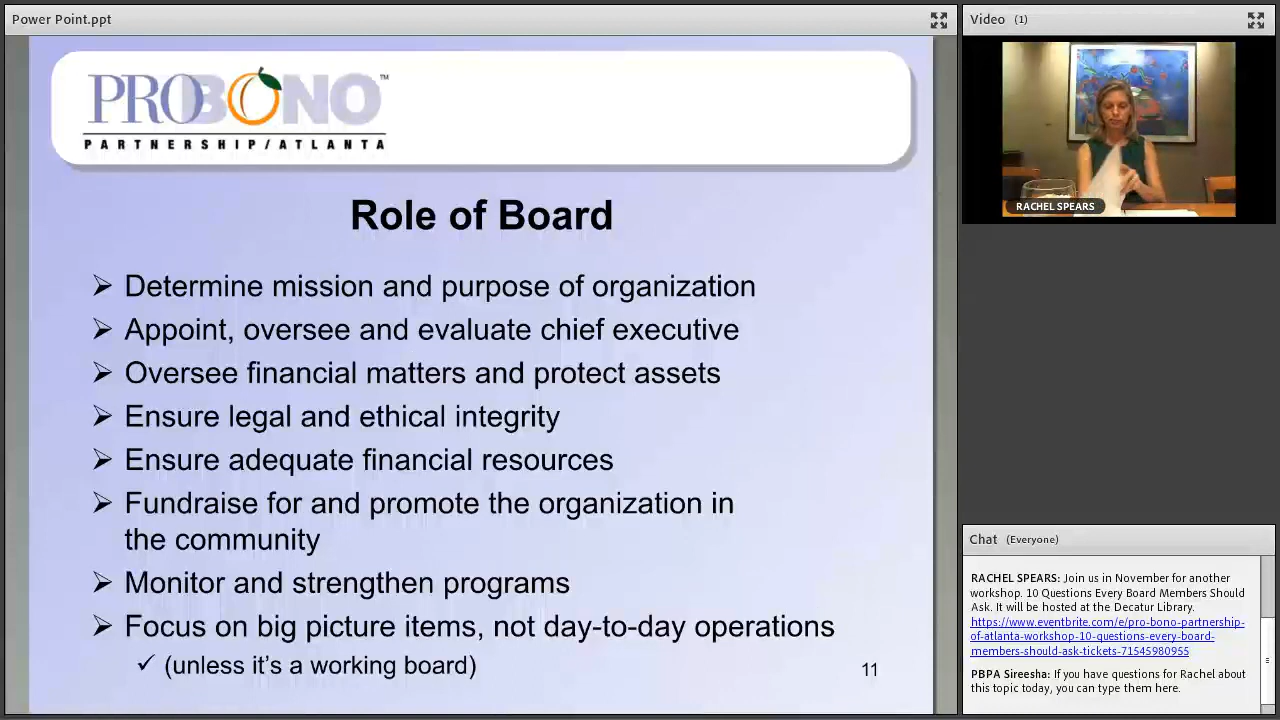 Power Point.ppt
PROBONO™
PARTNERSHIP/ATLANTA
Role of Board
➢ Determine mission and purpose of organization
➢ Appoint, oversee and evaluate chief executive
➢ Oversee financial matters and protect assets
➢ Ensure legal and ethical integrity
➢ Ensure adequate financial resources
➢ Fundraise for and promote the organization in
the community
➢ Monitor and strengthen programs
➢ Focus on big picture items, not day-to-day operations
✓ (unless it's a working board)
11
Video (1)
RACHEL SPEARS
Chat (Everyone)
RACHEL SPEARS: Join us in November for another
workshop. 10 Questions Every Board Members Should
Ask. It will be hosted at the Decatur Library.
https://www.eventbrite.com/e/pro-bono-partnership-
of-atlanta-workshop-10-questions-every-board-
members-should-ask-tickets-71545980955
PBPA Sireesha: If you have questions for Rachel about
this topic today, you can type them here.